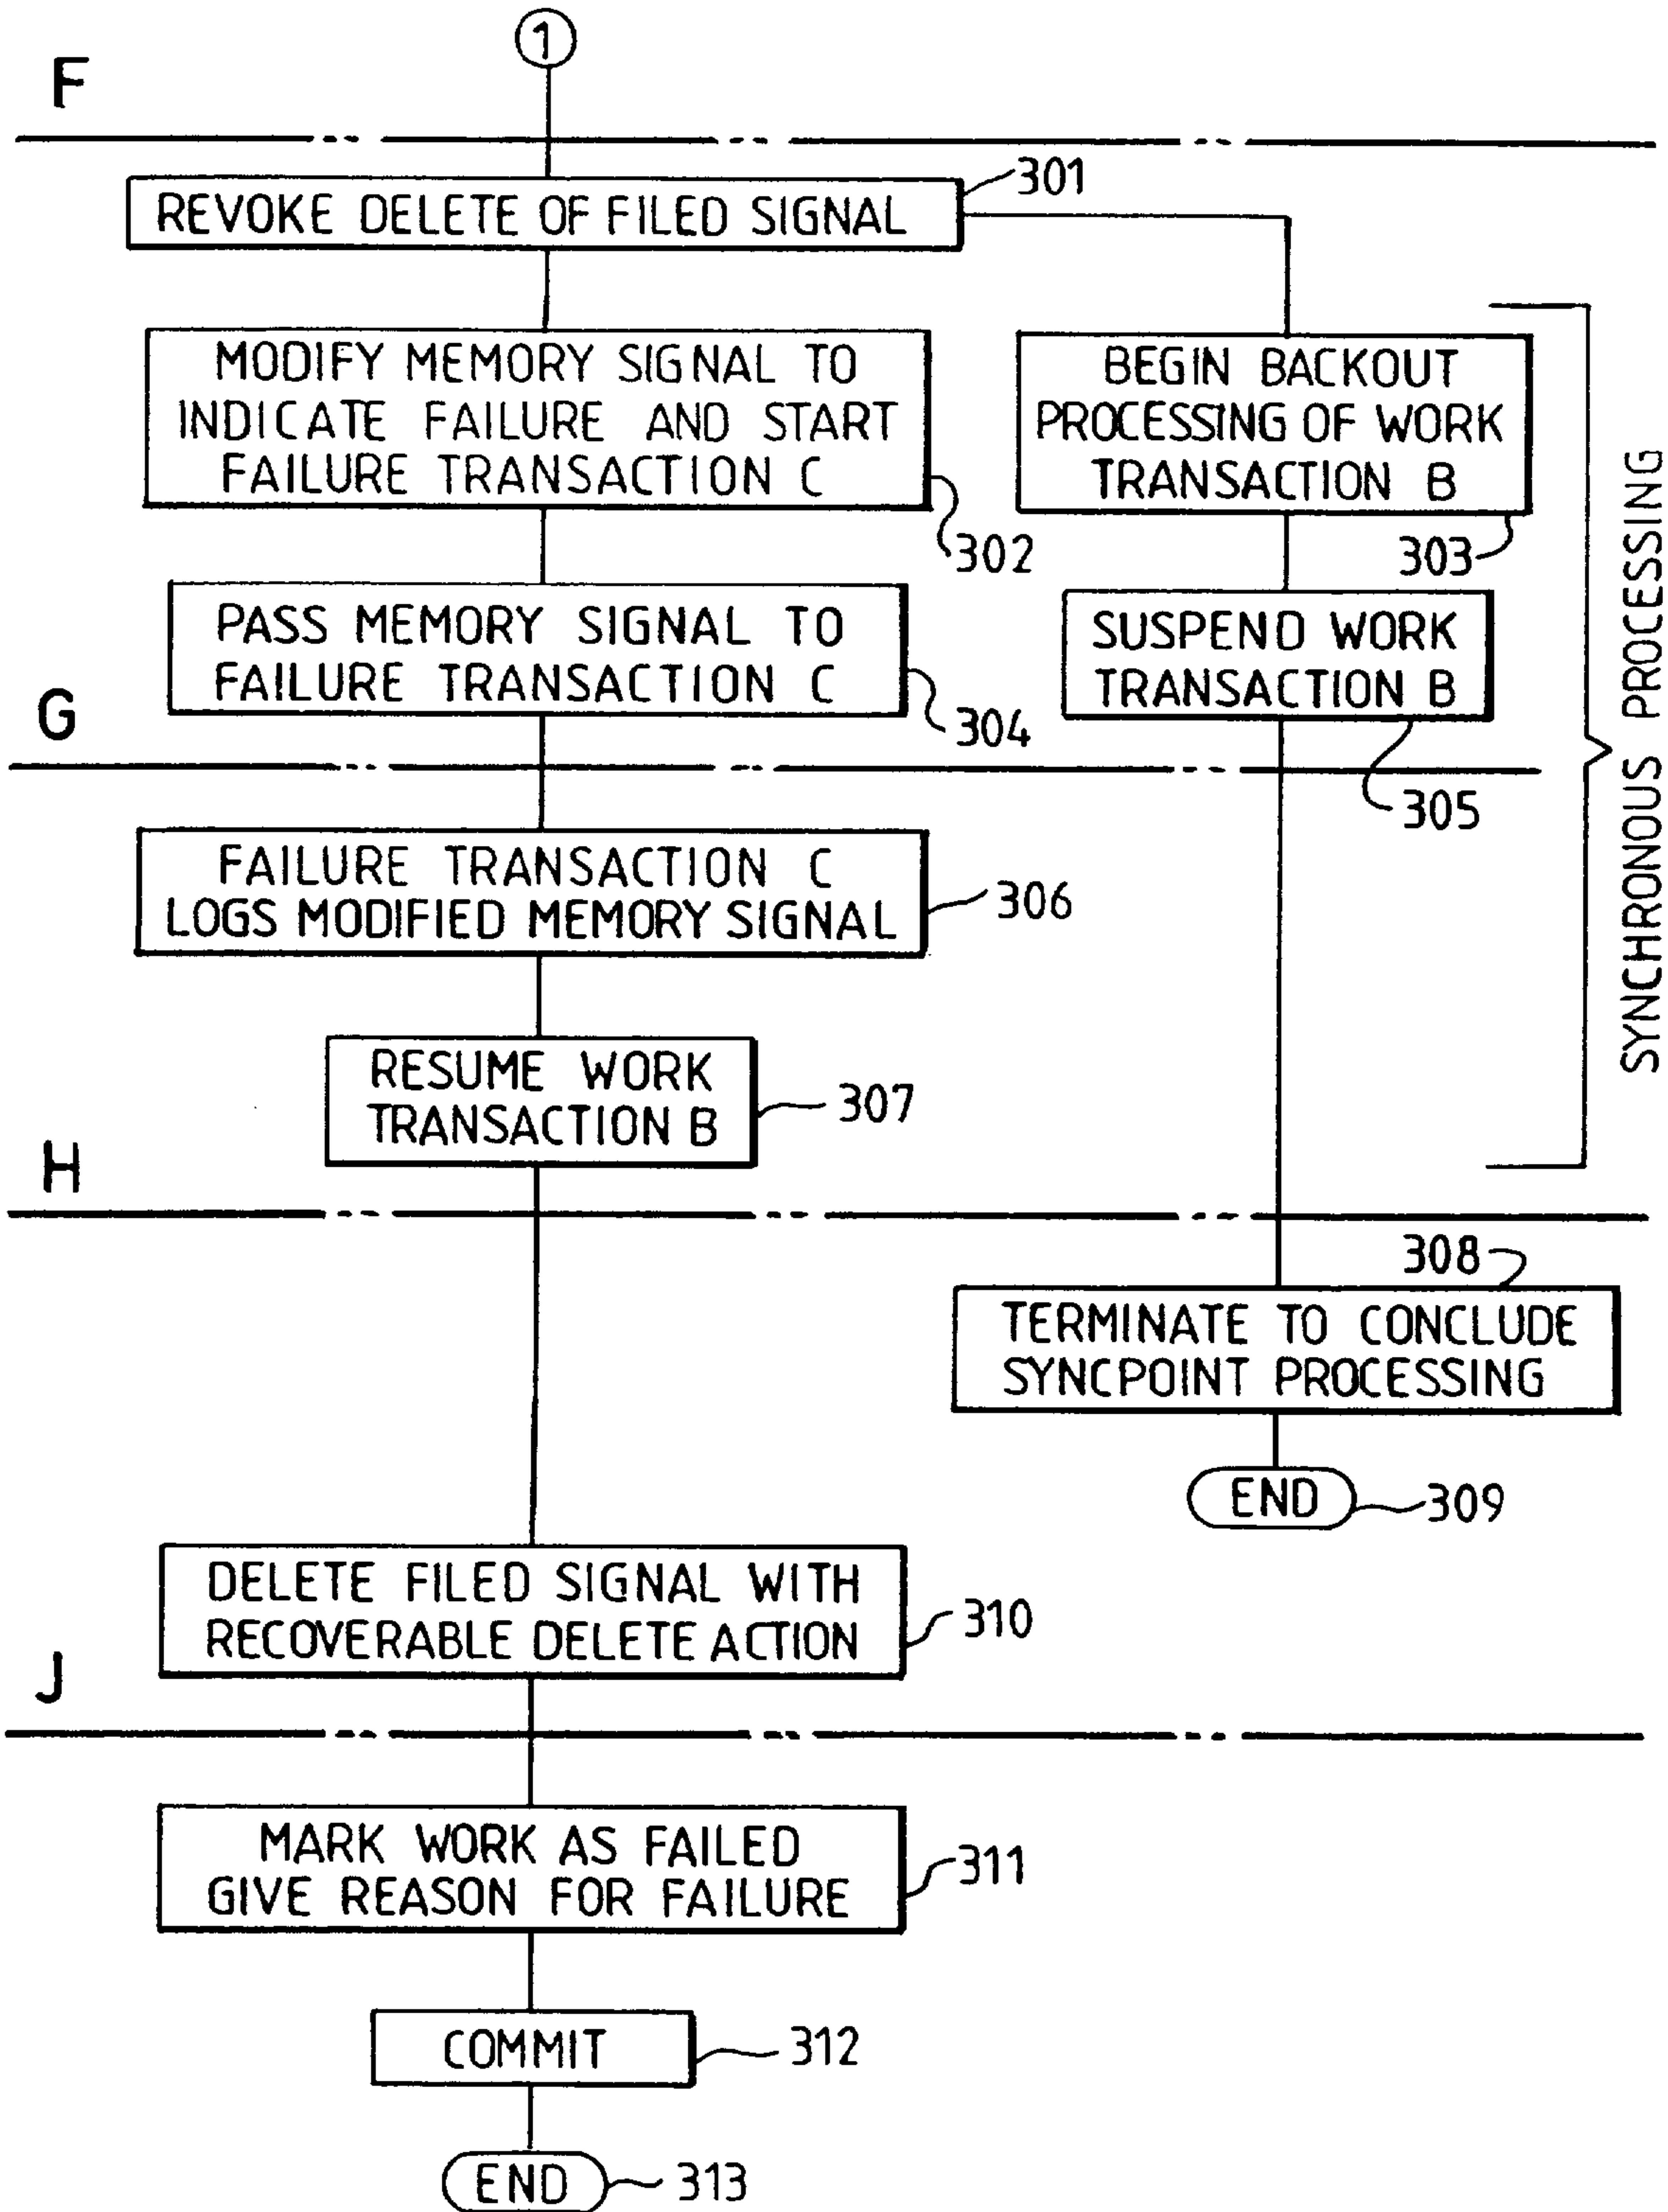 1
F
301
REVOKE DELETE OF FILED SIGNAL
MODIFY MEMORY SIGNAL TO
INDICATE FAILURE AND START
FAILURE TRANSACTION C
302
BEGIN BACKOUT
PROCESSING OF WORK
TRANSACTION B
303
PASS MEMORY SIGNAL TO
FAILURE TRANSACTION C
304
SUSPEND WORK
TRANSACTION B
305
SYNCHRONOUS PROCESSING
G
FAILURE TRANSACTION C
LOGS MODIFIED MEMORY SIGNAL
306
RESUME WORK
TRANSACTION B
307
H
308
TERMINATE TO CONCLUDE
SYNCPOINT PROCESSING
END
309
DELETE FILED SIGNAL WITH
RECOVERABLE DELETE ACTION
310
J
MARK WORK AS FAILED
GIVE REASON FOR FAILURE
311
COMMIT
312
END
313